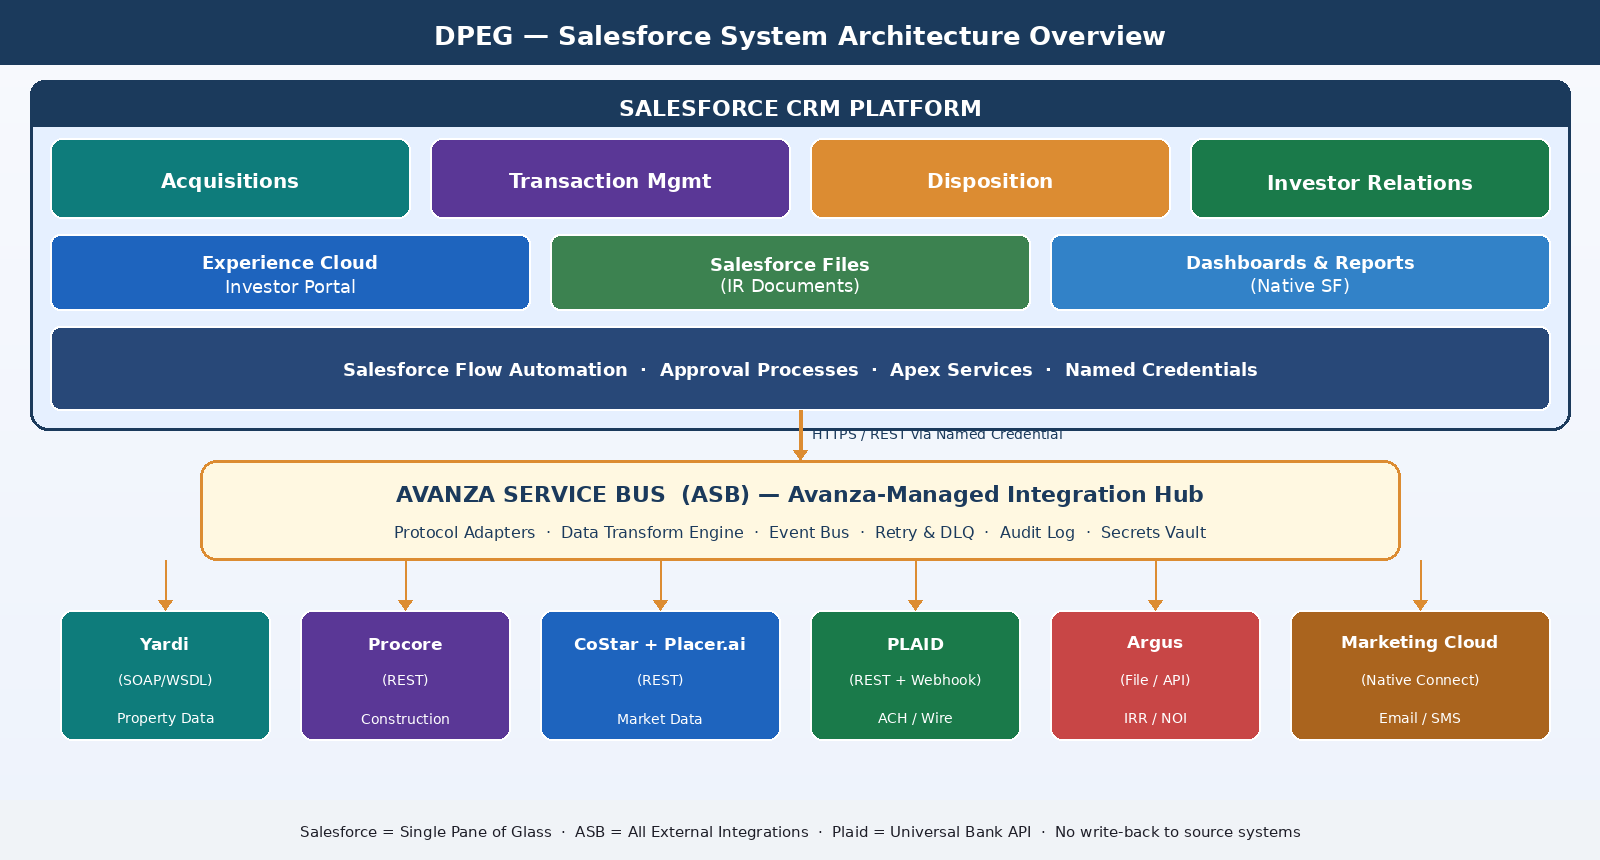 DPEG — Salesforce System Architecture Overview
SALESFORCE CRM PLATFORM
Acquisitions
Transaction Mgmt
Disposition
Investor Relations
Experience Cloud
Investor Portal
Salesforce Files
(IR Documents)
Dashboards & Reports
(Native SF)
Salesforce Flow Automation · Approval Processes · Apex Services · Named Credentials
HTTPS / REST via Named Credential
AVANZA SERVICE BUS (ASB) — Avanza-Managed Integration Hub
Protocol Adapters · Data Transform Engine · Event Bus · Retry & DLQ · Audit Log · Secrets Vault
Yardi
(SOAP/WSDL)
Property Data
Procore
(REST)
Construction
CoStar + Placer.ai
(REST)
Market Data
PLAID
(REST + Webhook)
ACH / Wire
Argus
(File / API)
IRR / NOI
Marketing Cloud
(Native Connect)
Email / SMS
Salesforce = Single Pane of Glass · ASB = All External Integrations · Plaid = Universal Bank API · No write-back to source systems